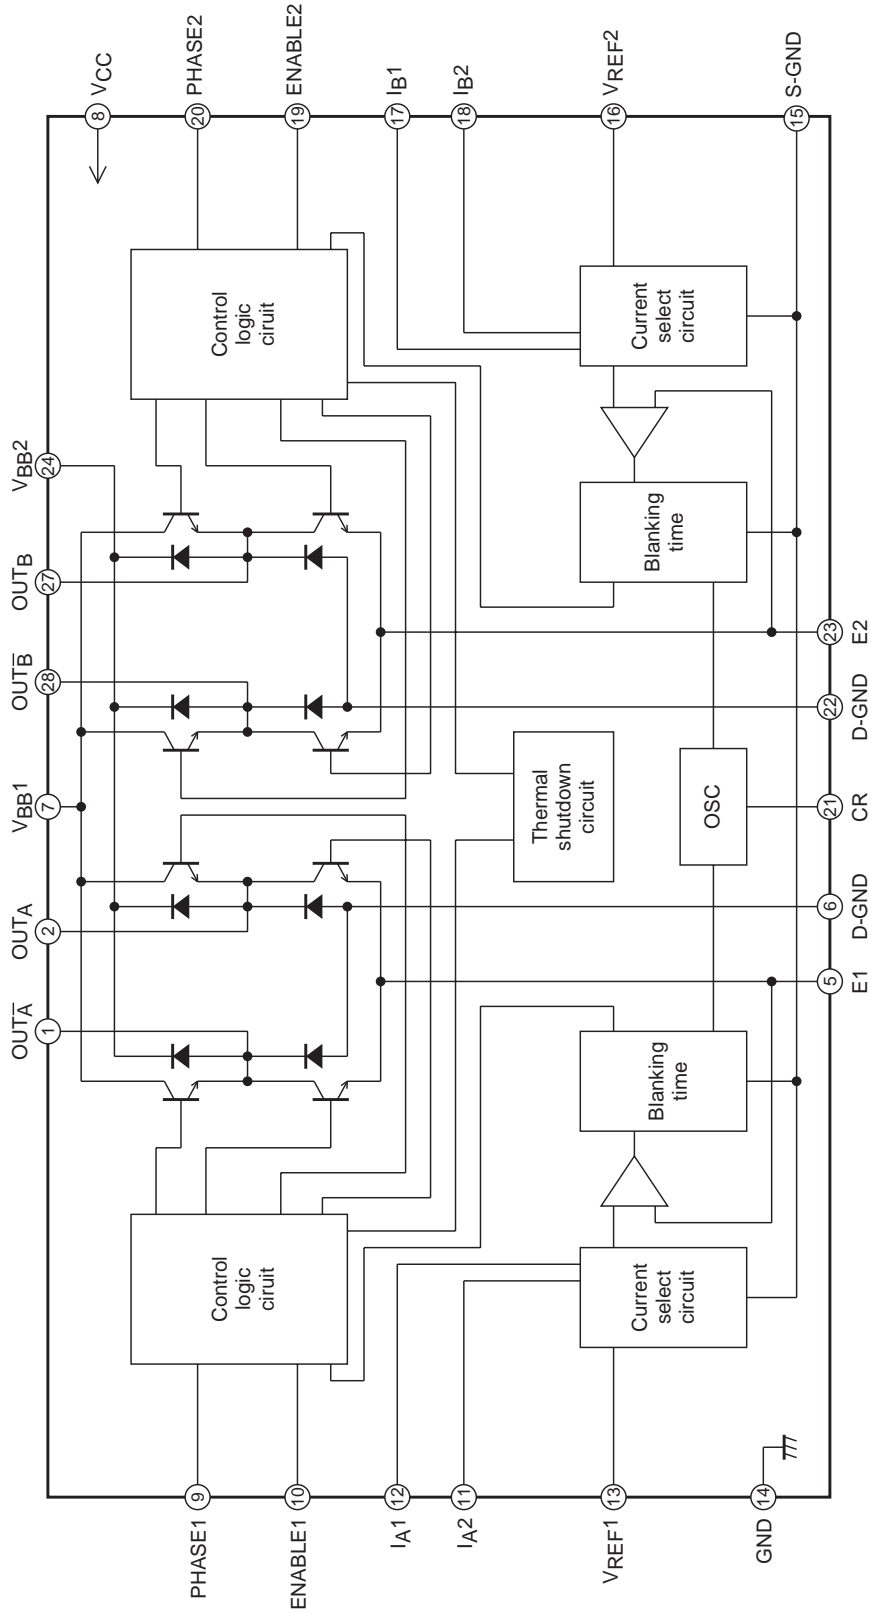 OUTA̅
OUTA
VBB1
OUTB̅
OUTB
VBB2
1
2
7
28
27
24
8
VCC
PHASE1
9
Control
logic
ciruit
Control
logic
ciruit
20
PHASE2
ENABLE1
10
19
ENABLE2
IA1
12
17
IB1
IA2
11
18
IB2
Thermal
shutdown
circuit
VREF1
13
Current
select
circuit
Blanking
time
OSC
Blanking
time
Current
select
circuit
16
VREF2
GND
14
15
S-GND
5
6
21
22
23
E1
D-GND
CR
D-GND
E2